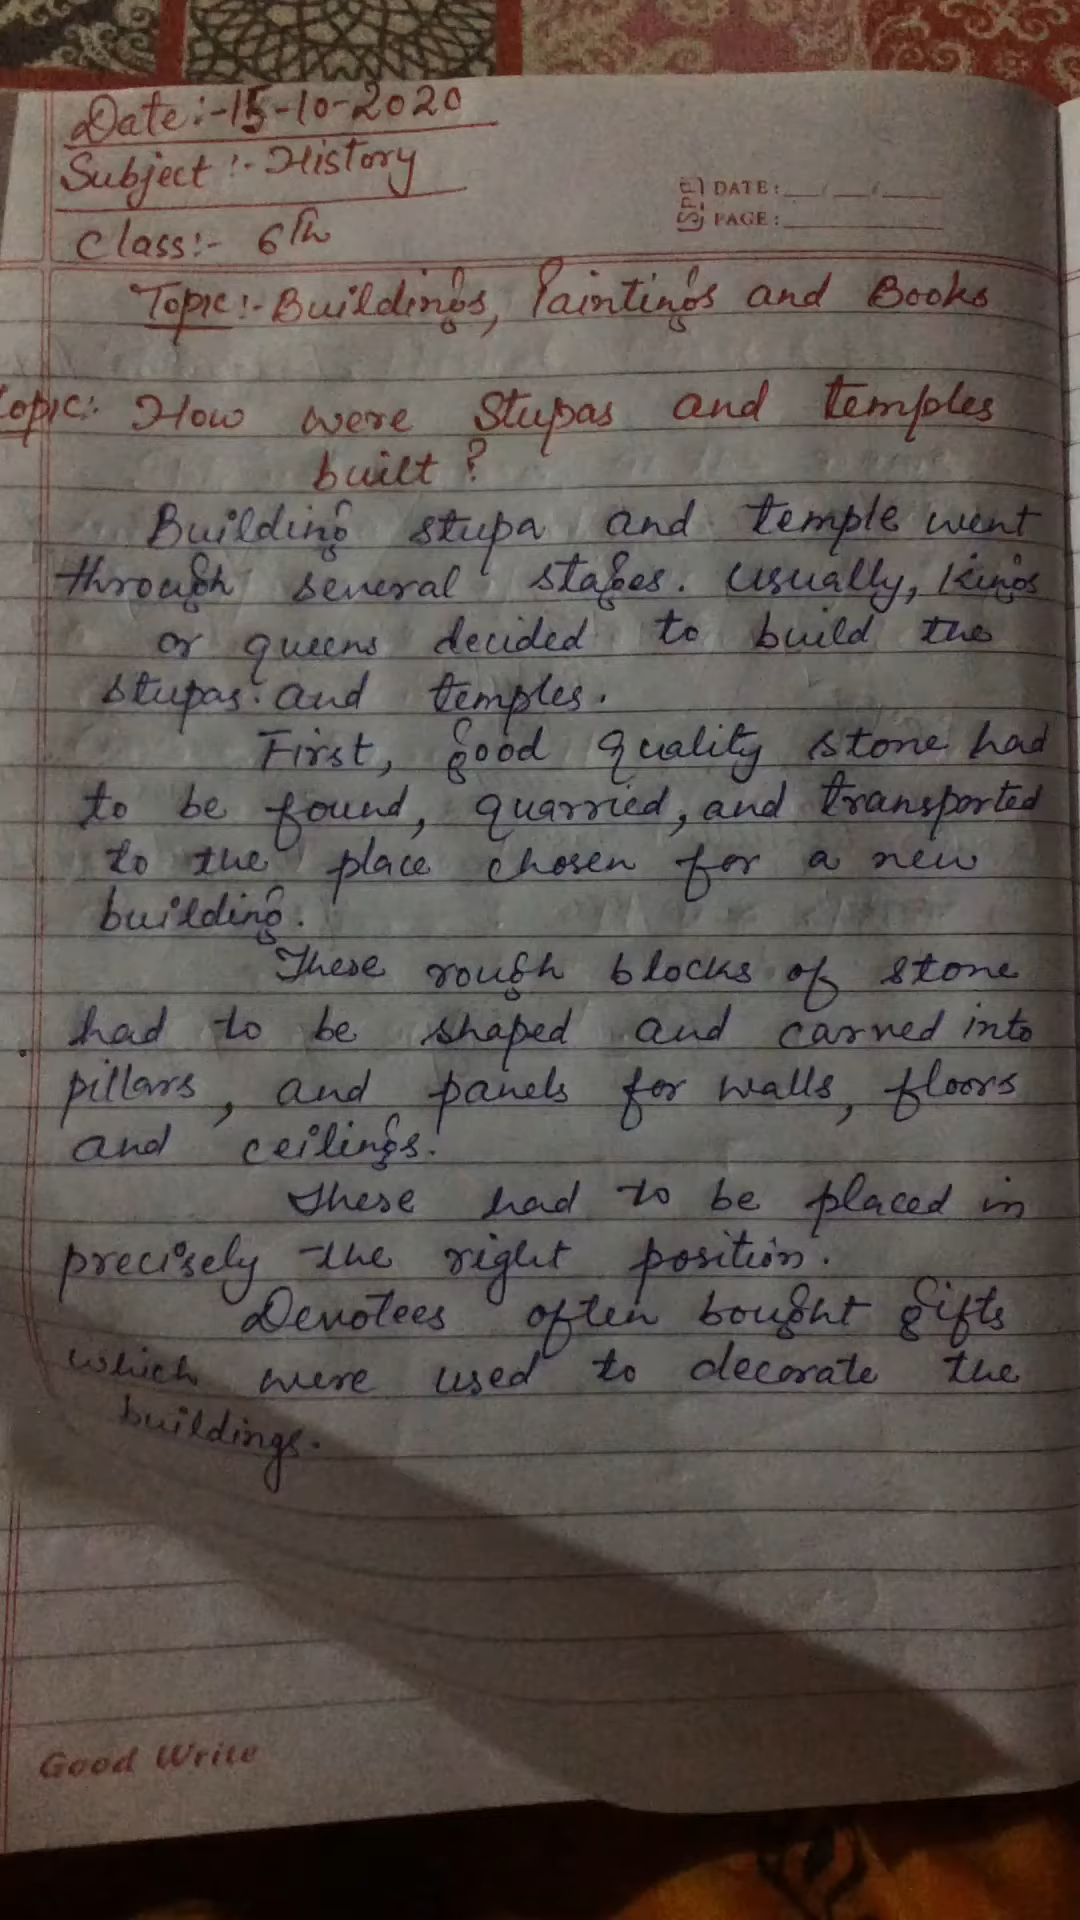 Date:-15-10-2020
Subject:- History
Class:- 6th
DATE: __/__/__
PAGE: ______
Topic:- Buildings, Paintings and Books
Topic: How were Stupas and temples
built?
Building stupa and temple went
through several stages. Usually, Kings
or queens decided to build the
stupas and temples.
First, good quality stone had
to be found, quarried, and transported
to the place chosen for a new
building.
These rough blocks of stone
had to be shaped and carved into
pillars, and panels for walls, floors
and ceilings.
These had to be placed in
precisely the right position.
Devotees often bought gifts
which were used to decorate the
buildings.
Good Write